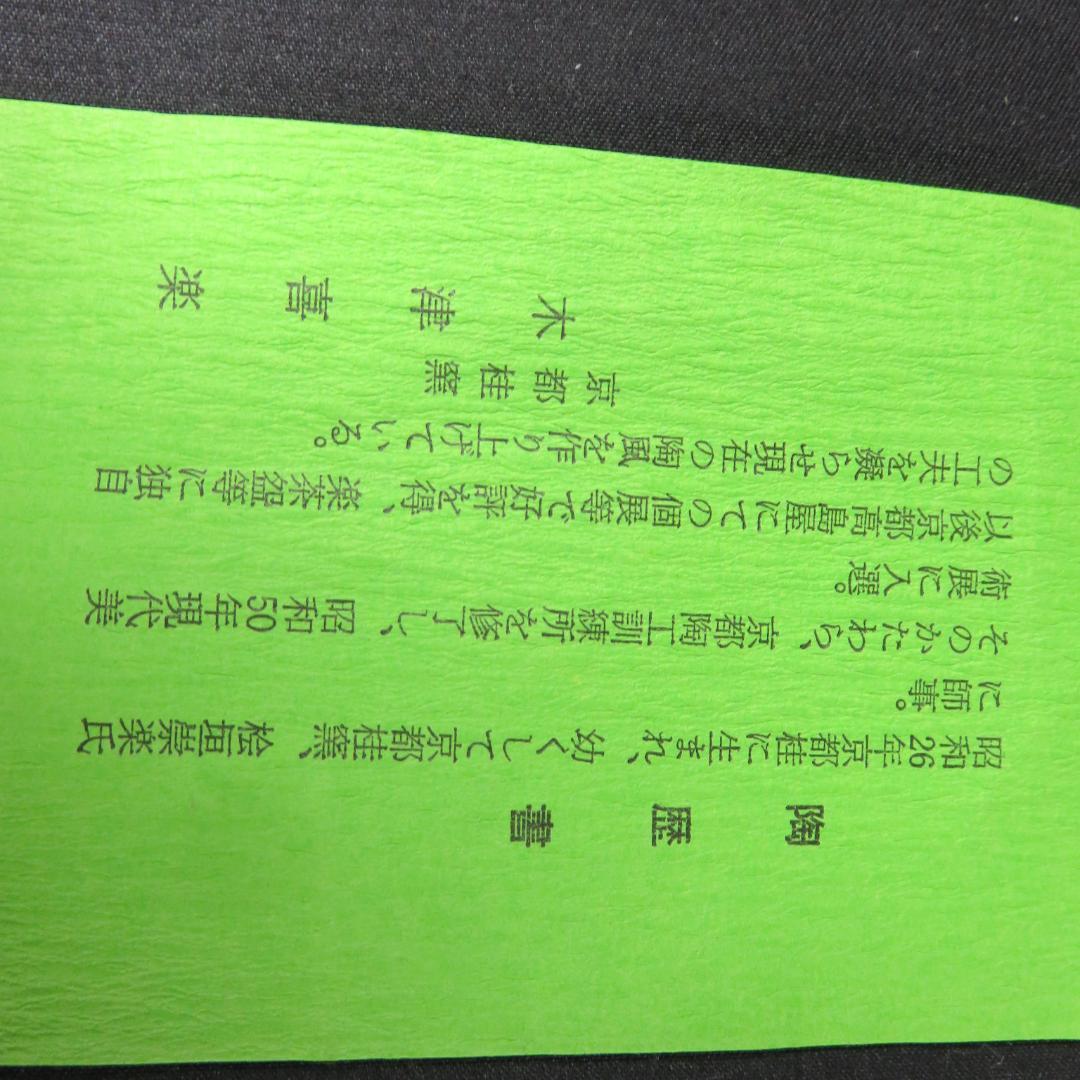 陶歴書
昭和26年京都桂に生まれ、幼くして京都桂窯、桧垣崇楽氏
に師事。
そのかたわら、京都陶工訓練所を修了し、昭和50年現代美
術展に入選。
以後京都高島屋にての個展等で好評を得、楽茶盌等に独自
の工夫を凝らせ現在の陶風を作り上げている。
京都桂窯
木津喜楽